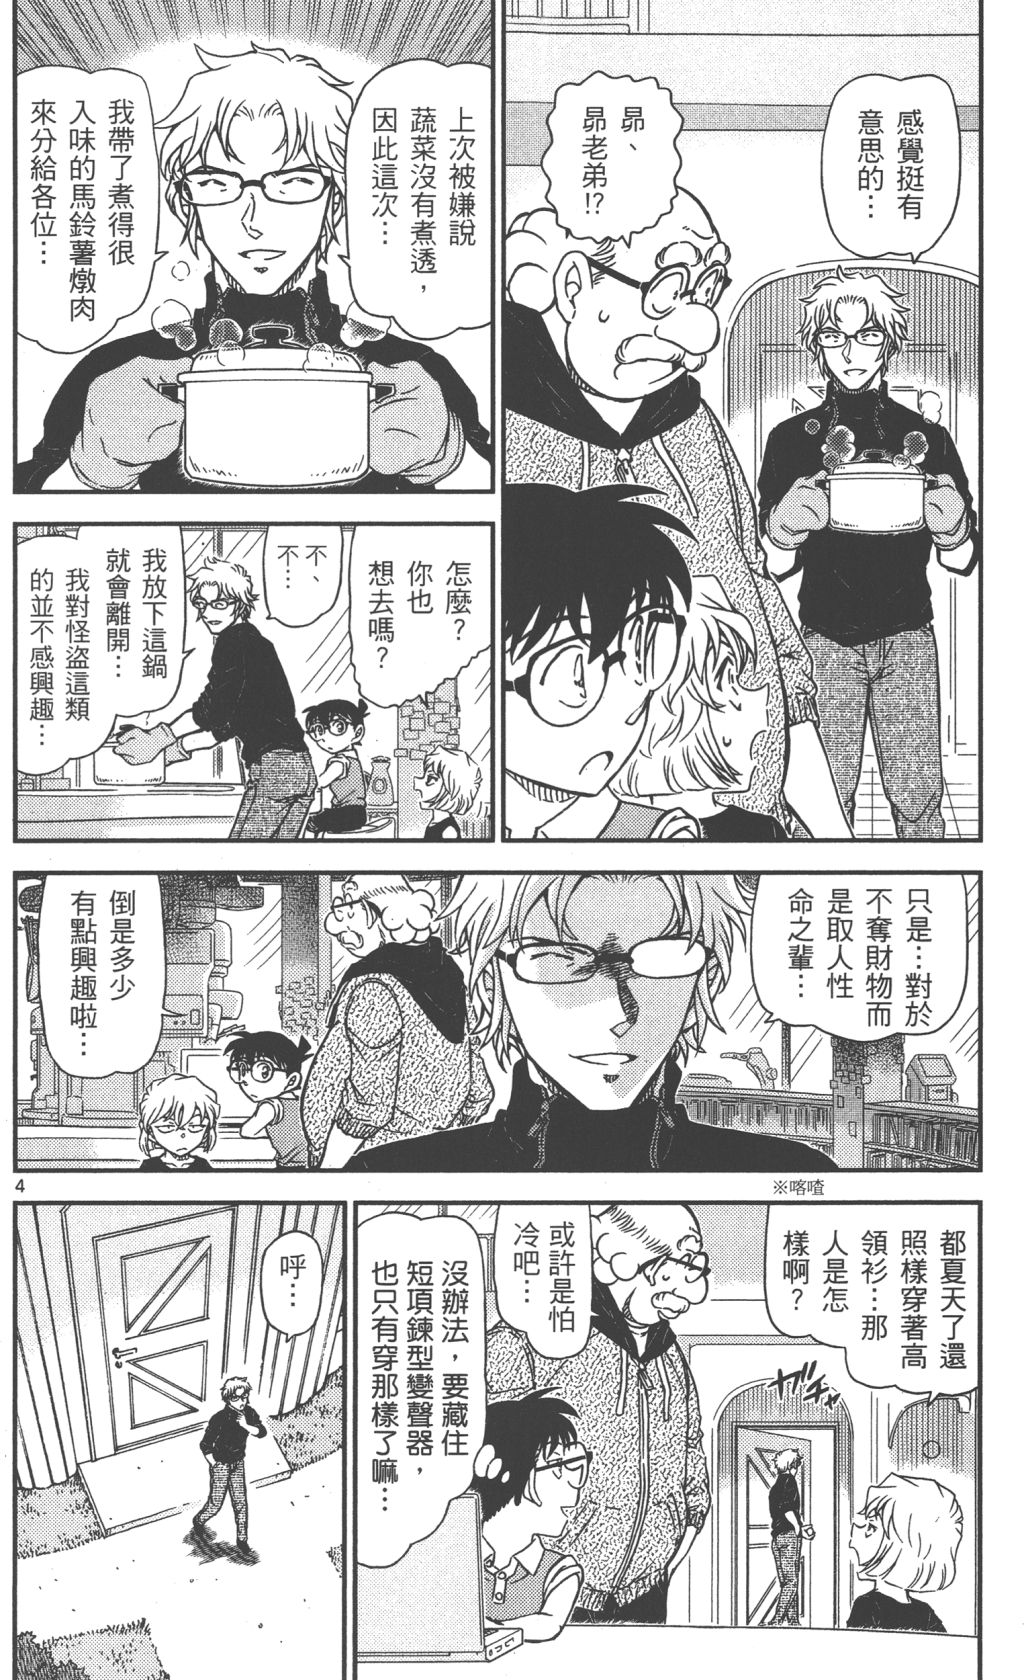 感覺挺有
意思的…
昴、
昴老弟!?
上次被嫌說
蔬菜沒有煮透，
因此這次…
我帶了煮得很
入味的馬鈴薯燉肉
來分給各位…
怎麼？
你也
想去嗎？
不、
不…
我放下這鍋
就會離開…
我對怪盜這類
的並不感興趣…
只是…對於
不奪財物而
是取人性
命之輩…
倒是多少
有點興趣啦…
4
※喀喳
都夏天了還
照樣穿著高
領衫…那
人是怎
樣啊？
ガチャ
或許是怕
冷吧…
沒辦法，要藏住
短項鍊型變聲器，
也只有穿那樣了嘛…
呼…